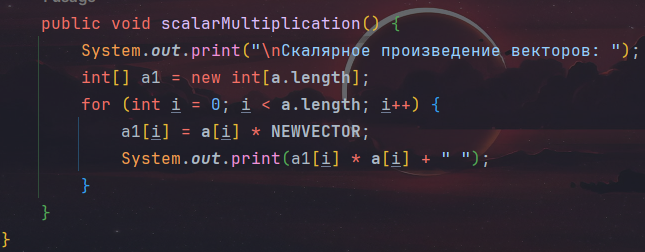 public void scalarMultiplication() {
System.out.print("\nСкалярное произведение векторов: ");
int[] a1 = new int[a.length];
for (int i = 0; i < a.length; i++) {
a1[i] = a[i] * NEWVECTOR;
System.out.print(a1[i] * a[i] + " ");
}
}
}